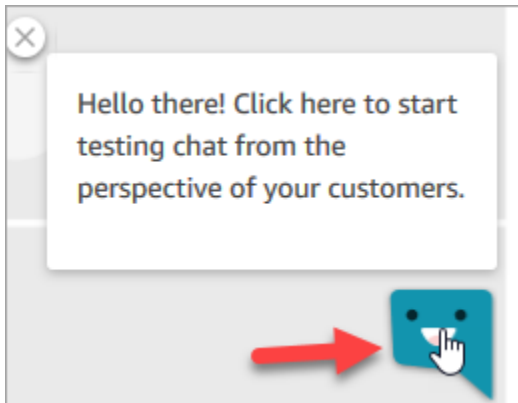 Hello there! Click here to start
testing chat from the
perspective of your customers.